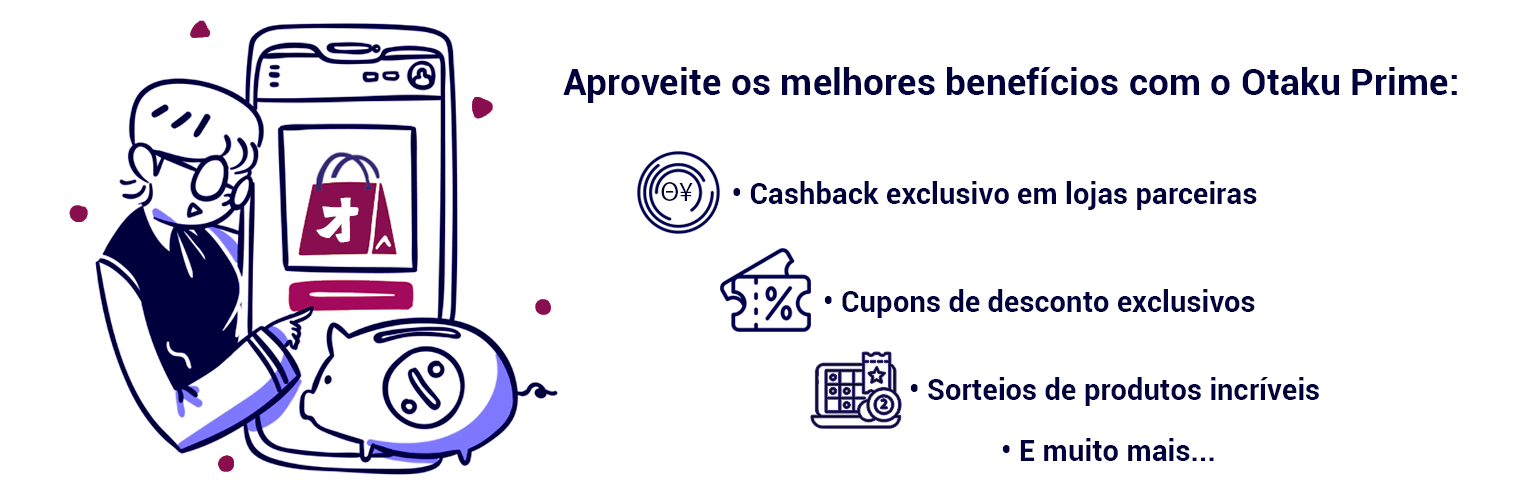 Aproveite os melhores benefícios com o Otaku Prime:
Θ¥
• Cashback exclusivo em lojas parceiras
%
• Cupons de desconto exclusivos
2
• Sorteios de produtos incríveis
• E muito mais...
オ